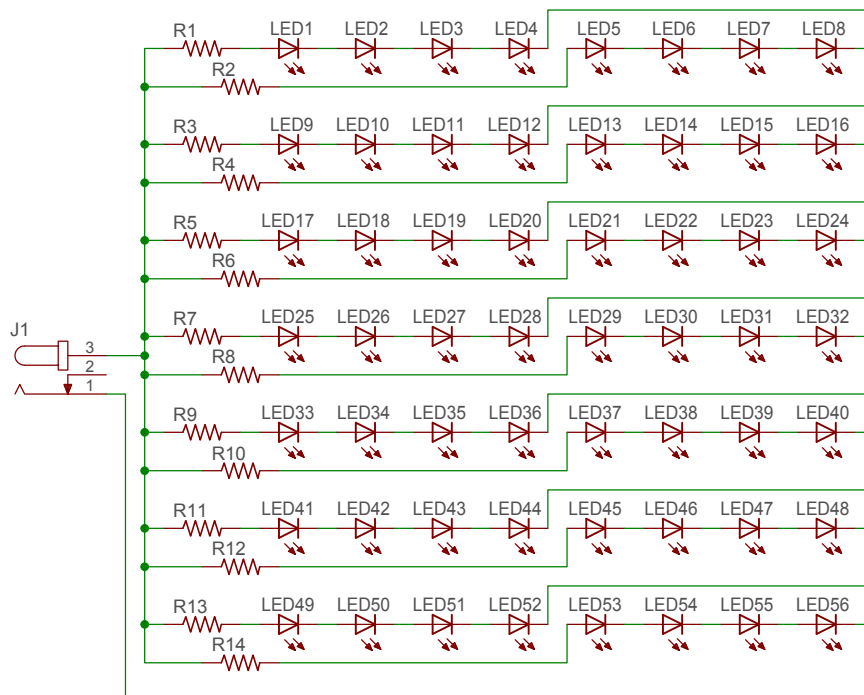 R1 LED1 LED2 LED3 LED4 LED5 LED6 LED7 LED8
R2
R3 LED9 LED10 LED11 LED12 LED13 LED14 LED15 LED16
R4
R5 LED17 LED18 LED19 LED20 LED21 LED22 LED23 LED24
R6
R7 LED25 LED26 LED27 LED28 LED29 LED30 LED31 LED32
J1
3
R8
2
1
R9 LED33 LED34 LED35 LED36 LED37 LED38 LED39 LED40
R10
R11 LED41 LED42 LED43 LED44 LED45 LED46 LED47 LED48
R12
R13 LED49 LED50 LED51 LED52 LED53 LED54 LED55 LED56
R14